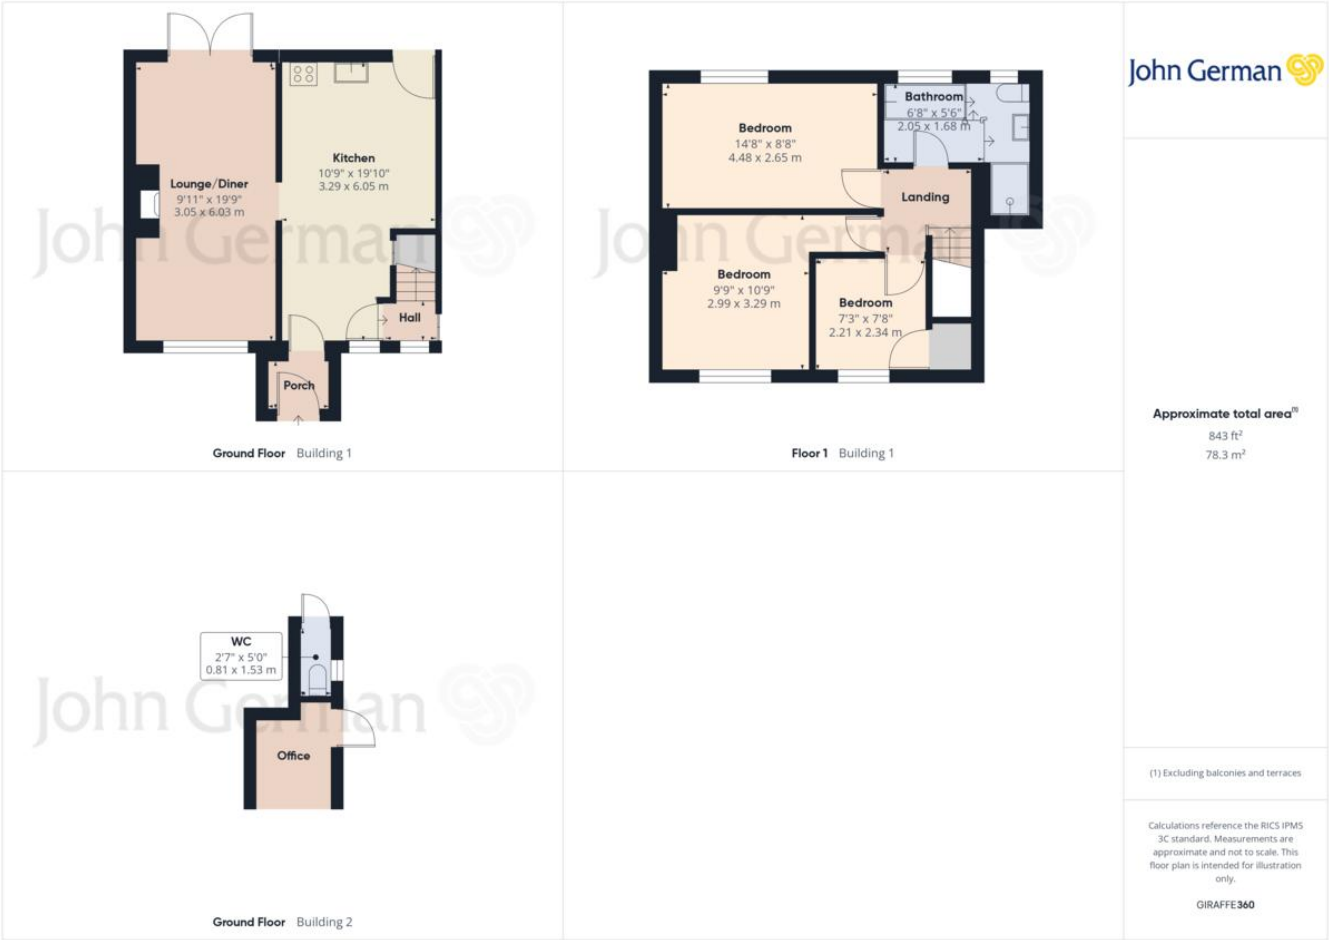 John German
Lounge/Diner
9'11" x 19'9"
3.05 x 6.03 m
Kitchen
10'9" x 19'10"
3.29 x 6.05 m
Hall
Porch
John German
Ground Floor Building 1
Bedroom
14'8" x 8'8"
4.48 x 2.65 m
Bathroom
6'8" x 5'6"
2.05 x 1.68 m
Landing
Bedroom
9'9" x 10'9"
2.99 x 3.29 m
Bedroom
7'3" x 7'8"
2.21 x 2.34 m
John German
Floor 1 Building 1
WC
2'7" x 5'0"
0.81 x 1.53 m
Office
John German
Ground Floor Building 2
Approximate total area(1)
843 ft²
78.3 m²
(1) Excluding balconies and terraces
Calculations reference the RICS IPMS
3C standard. Measurements are
approximate and not to scale. This
floor plan is intended for illustration
only.
GIRAFFE360